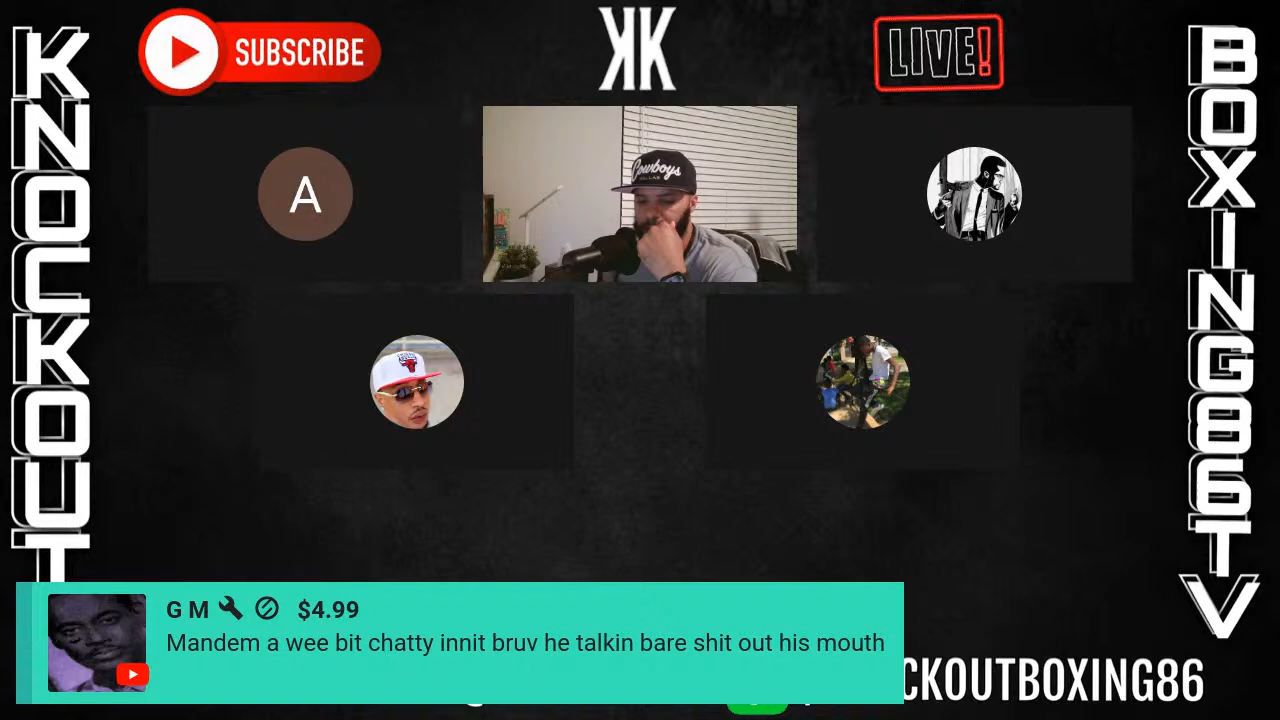 SUBSCRIBE
KK
LIVE!
KNOCKOUT
BOXING86TV
A
Cowboys
G M $4.99
Mandem a wee bit chatty innit bruv he talkin bare shit out his mouth
CKOUTBOXING86